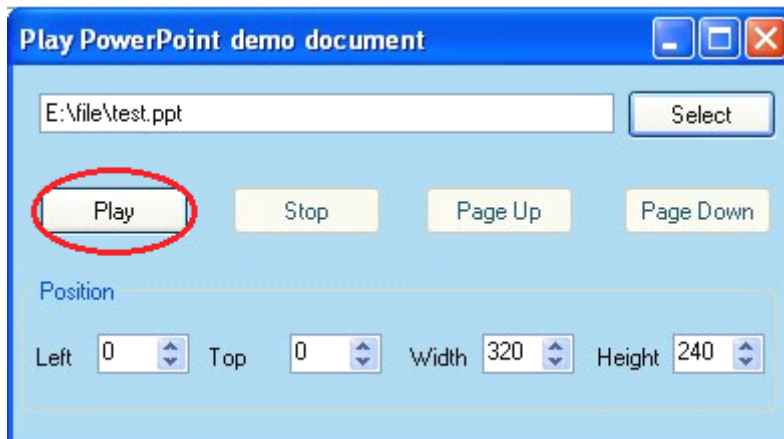 Play PowerPoint demo document
E:\file\test.ppt Select
Play Stop Page Up Page Down
Position
Left 0 Top 0 Width 320 Height 240